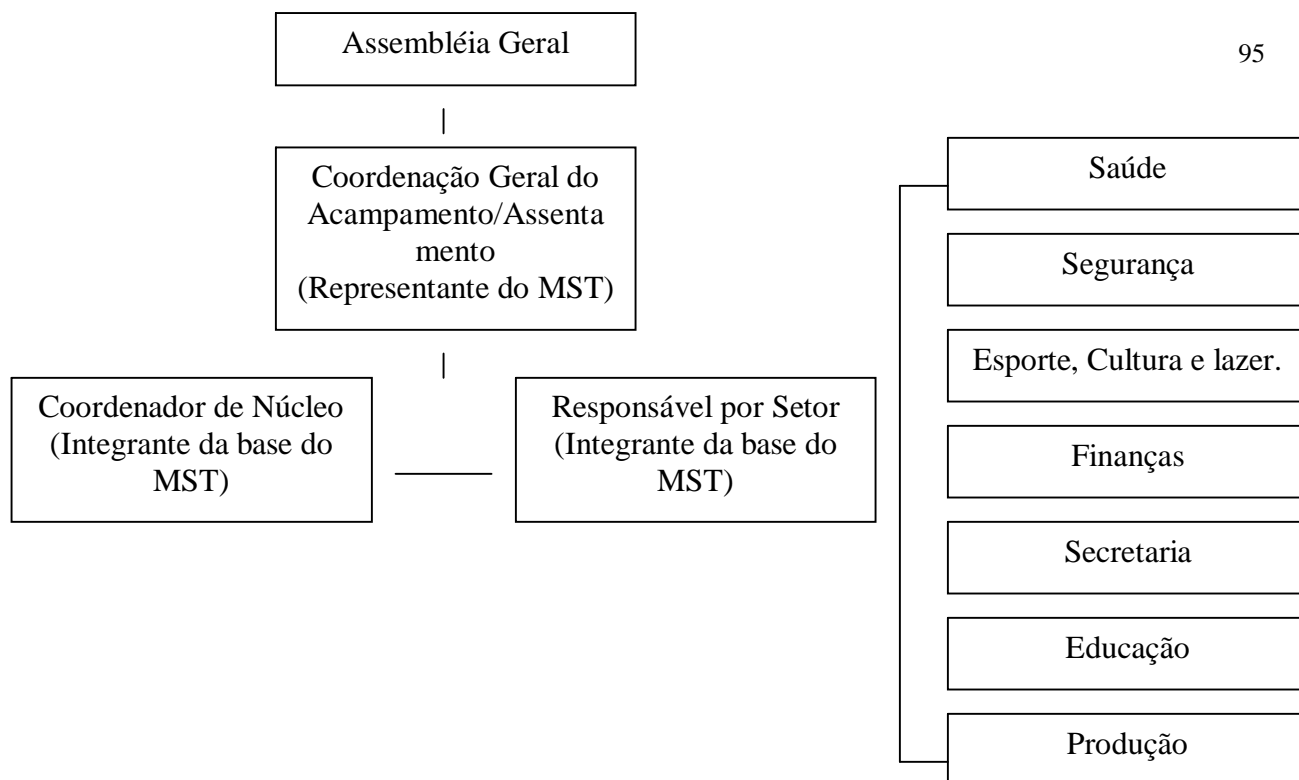 Assembléia Geral
95
Coordenação Geral do
Acampamento/Assenta
mento
(Representante do MST)
Coordenador de Núcleo
(Integrante da base do
MST)
Responsável por Setor
(Integrante da base do
MST)
Saúde
Segurança
Esporte, Cultura e lazer.
Finanças
Secretaria
Educação
Produção